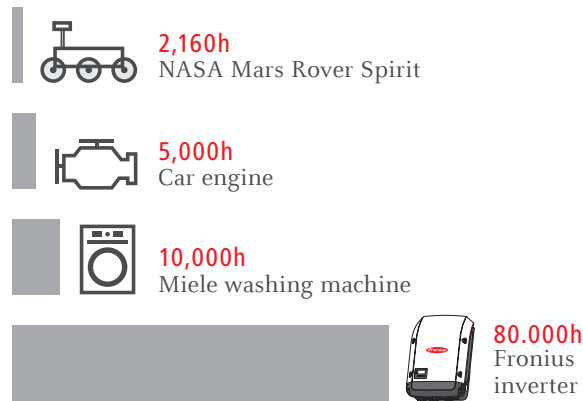 2,160h
NASA Mars Rover Spirit
5,000h
Car engine
10,000h
Miele washing machine
Fronius
80.000h
Fronius
inverter